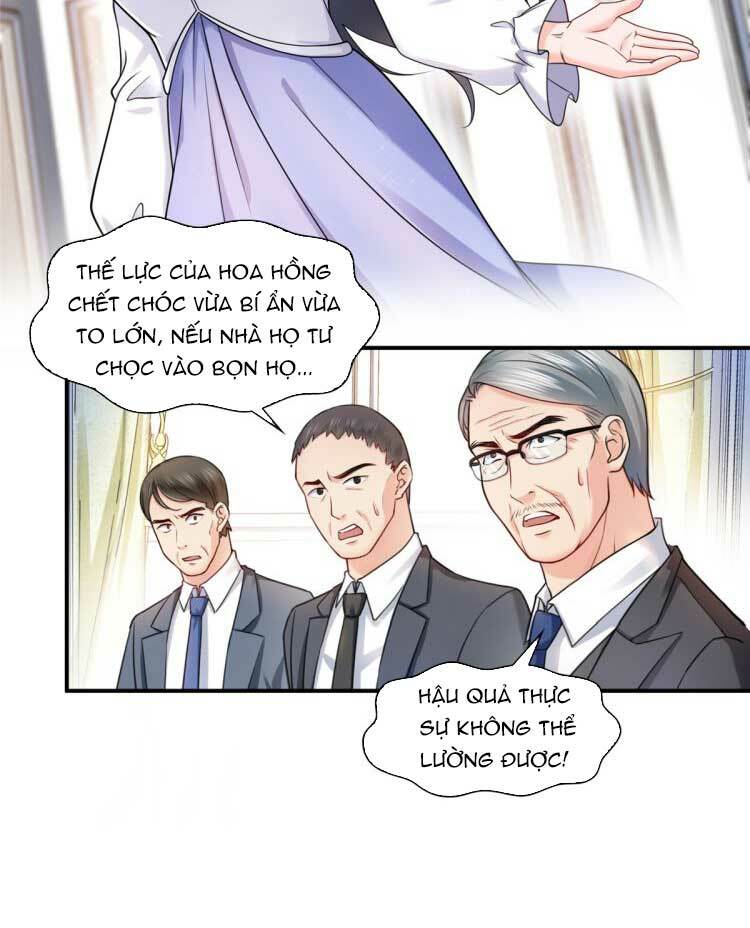 THẾ LỰC CỦA HOA HỒNG
CHẾT CHÓC VỪA BÍ ẨN VỪA
TO LỚN, NẾU NHÀ HỌ TƯ
CHỌC VÀO BỌN HỌ...
HẬU QUẢ THỰC
SỰ KHÔNG THỂ
LƯỜNG ĐƯỢC!